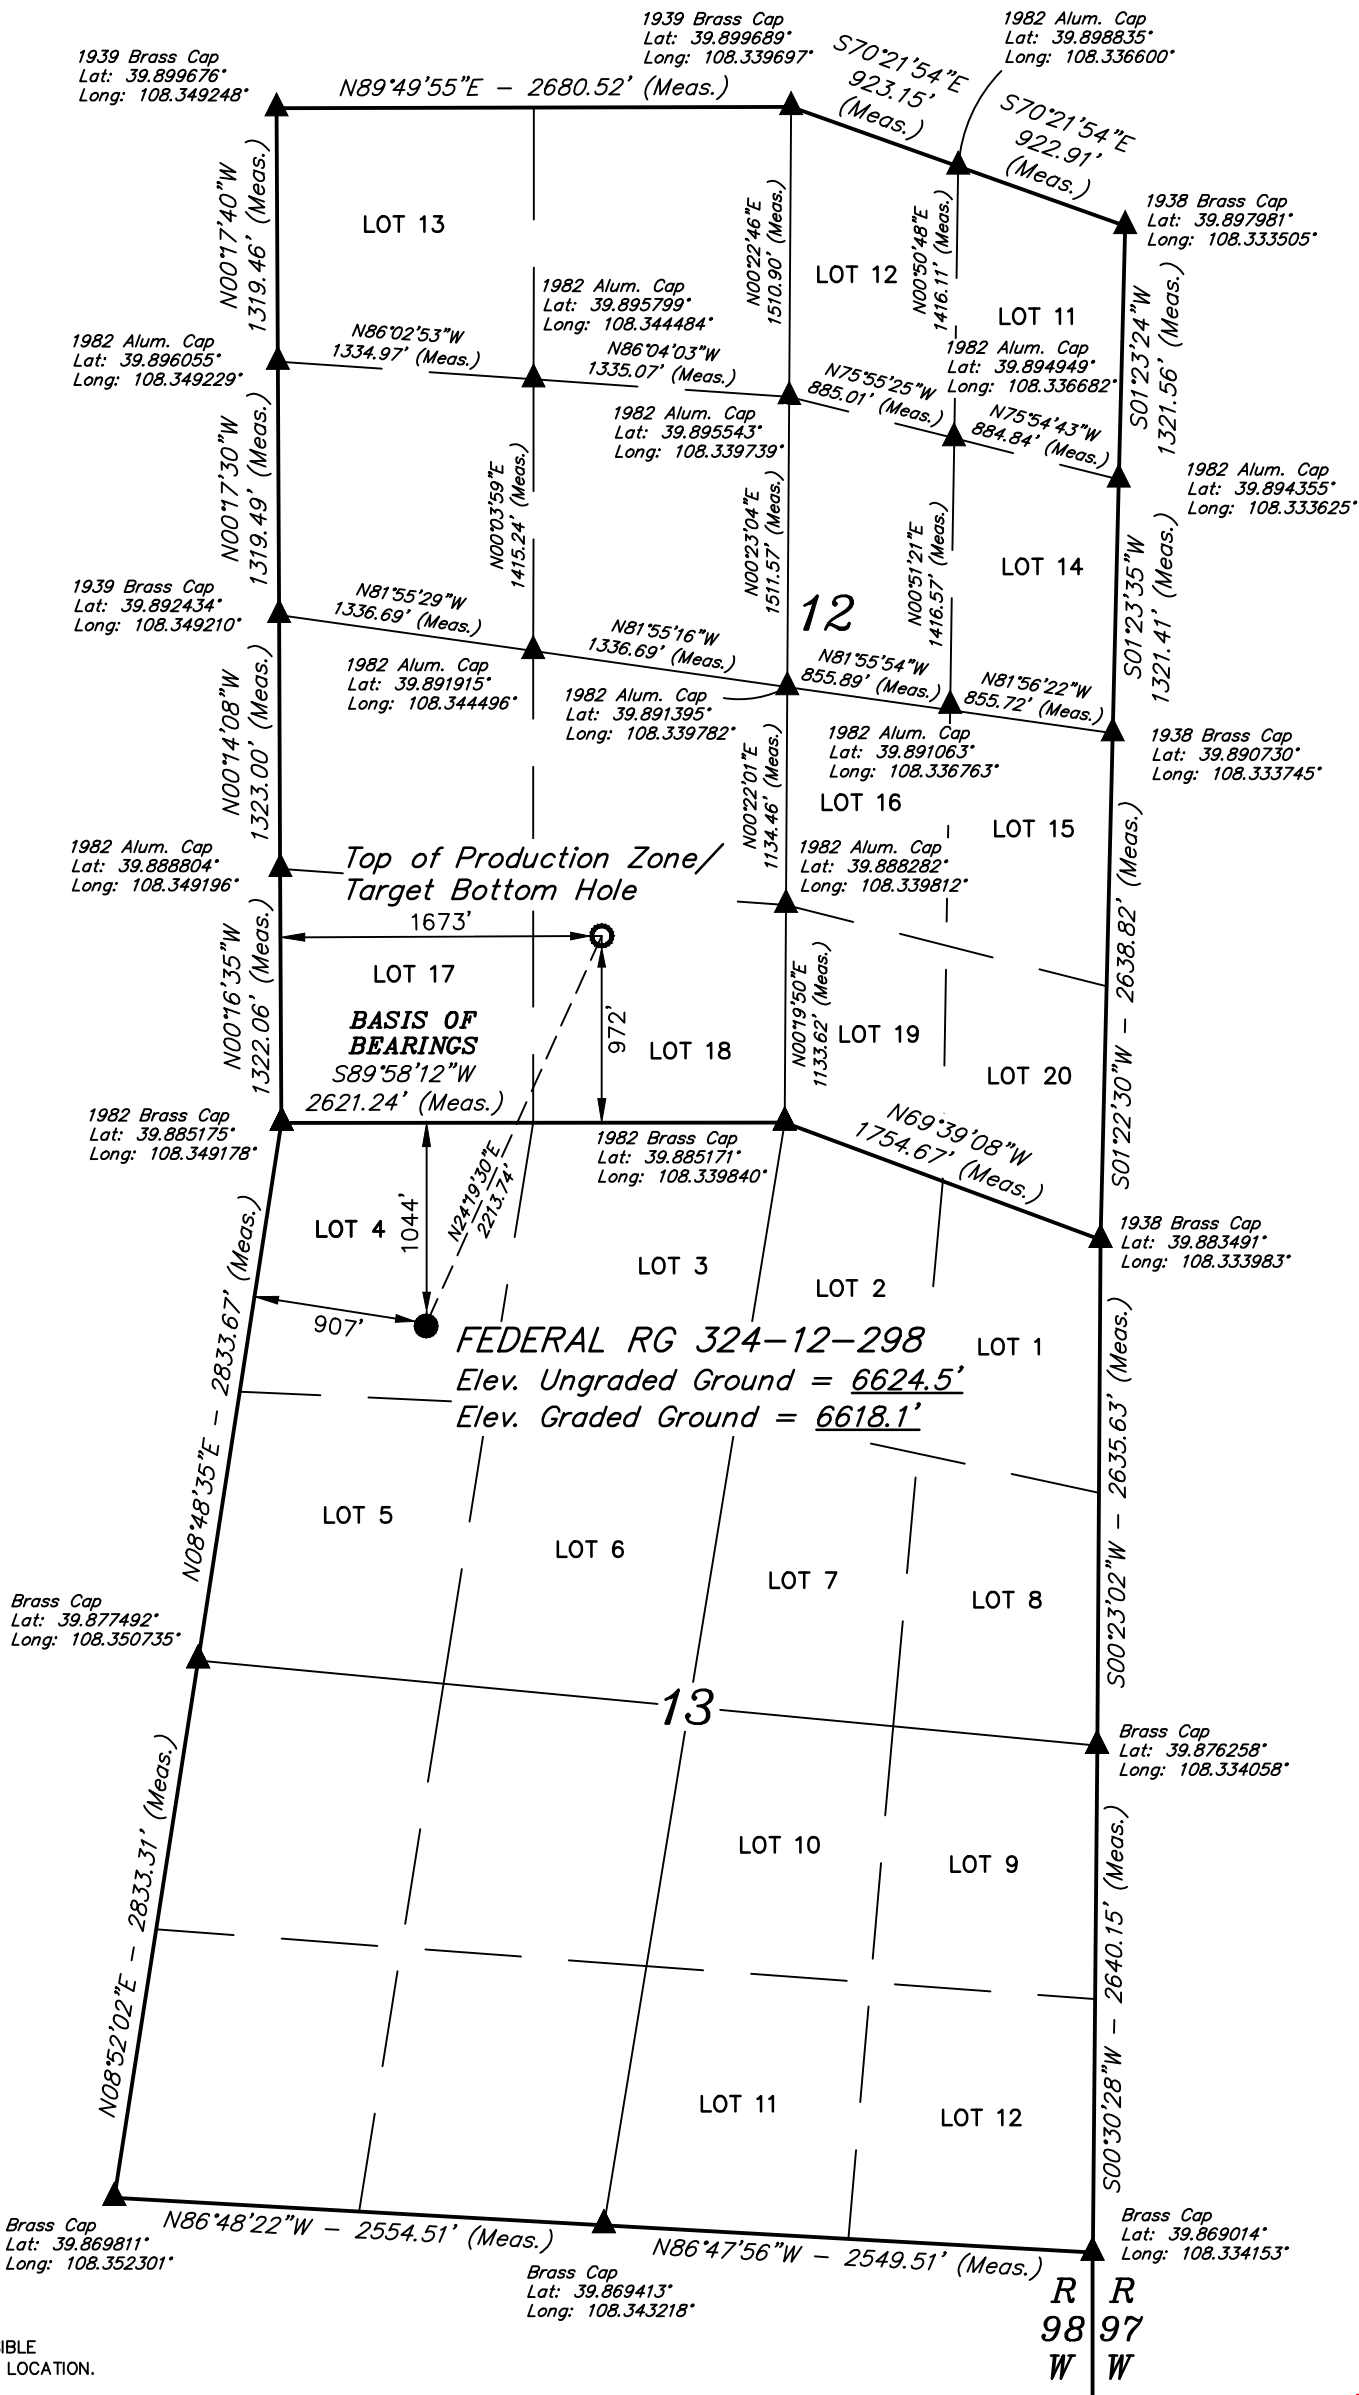 1939 Brass Cap
Lat: 39.899676°
Long: 108.349248°
N89°49'55"E - 2680.52' (Meas.)
1939 Brass Cap
Lat: 39.899689°
Long: 108.339697°
S70°21'54"E
923.15'
(Meas.)
1982 Alum. Cap
Lat: 39.898835°
Long: 108.336600°
S70°21'54"E
922.91'
(Meas.)
1938 Brass Cap
Lat: 39.897981°
Long: 108.333505°
N00°17'40"W
1319.46' (Meas.)
LOT 13
N00°22'46"E
1510.90' (Meas.)
LOT 12
N00°50'48"E
1416.11' (Meas.)
LOT 11
S01°23'24"W
1321.56' (Meas.)
1982 Alum. Cap
Lat: 39.896055°
Long: 108.349229°
N86°02'53"W
1334.97' (Meas.)
1982 Alum. Cap
Lat: 39.895799°
Long: 108.344484°
N86°04'03"W
1335.07' (Meas.)
1982 Alum. Cap
Lat: 39.895543°
Long: 108.339739°
N75°55'25"W
885.01' (Meas.)
1982 Alum. Cap
Lat: 39.894949°
Long: 108.336682°
N75°54'43"W
884.84' (Meas.)
1982 Alum. Cap
Lat: 39.894355°
Long: 108.333625°
N00°17'30"W
1319.49' (Meas.)
N00°03'59"E
1415.24' (Meas.)
N00°23'04"E
1511.57' (Meas.)
12
N00°51'21"E
1416.57' (Meas.)
LOT 14
S01°23'35"W
1321.41' (Meas.)
1939 Brass Cap
Lat: 39.892434°
Long: 108.349210°
N81°55'29"W
1336.69' (Meas.)
1982 Alum. Cap
Lat: 39.891915°
Long: 108.344496°
N81°55'16"W
1336.69' (Meas.)
1982 Alum. Cap
Lat: 39.891395°
Long: 108.339782°
N81°55'54"W
855.89' (Meas.)
1982 Alum. Cap
Lat: 39.891063°
Long: 108.336763°
N81°56'22"W
855.72' (Meas.)
1938 Brass Cap
Lat: 39.890730°
Long: 108.333745°
N00°14'08"W
1323.00' (Meas.)
N00°22'01"E
1134.46' (Meas.)
LOT 16
LOT 15
S01°22'30"W - 2638.82' (Meas.)
1982 Alum. Cap
Lat: 39.888804°
Long: 108.349196°
Top of Production Zone/
Target Bottom Hole
1982 Alum. Cap
Lat: 39.888282°
Long: 108.339812°
1673'
N00°16'35"W
1322.06' (Meas.)
LOT 17
972'
LOT 18
N00°19'50"E
1133.62' (Meas.)
LOT 19
LOT 20
BASIS OF
BEARINGS
S89°58'12"W
2621.24' (Meas.)
1982 Brass Cap
Lat: 39.885175°
Long: 108.349178°
1982 Brass Cap
Lat: 39.885171°
Long: 108.339840°
N69°39'08"W
1754.67' (Meas.)
1938 Brass Cap
Lat: 39.883491°
Long: 108.333983°
N24°19'30"E
2213.74'
1044'
LOT 4
LOT 3
LOT 2
LOT 1
907'
FEDERAL RG 324-12-298
Elev. Ungraded Ground = 6624.5'
Elev. Graded Ground = 6618.1'
N08°48'35"E - 2833.67' (Meas.)
S00°23'02"W - 2635.63' (Meas.)
LOT 5
LOT 6
LOT 7
LOT 8
Brass Cap
Lat: 39.877492°
Long: 108.350735°
13
Brass Cap
Lat: 39.876258°
Long: 108.334058°
N08°52'02"E - 2833.31' (Meas.)
LOT 10
LOT 9
S00°30'28"W - 2640.15' (Meas.)
LOT 11
LOT 12
Brass Cap
Lat: 39.869811°
Long: 108.352301°
N86°48'22"W - 2554.51' (Meas.)
Brass Cap
Lat: 39.869413°
Long: 108.343218°
N86°47'56"W - 2549.51' (Meas.)
Brass Cap
Lat: 39.869014°
Long: 108.334153°
R R
98 97
W W
IBLE
LOCATION.